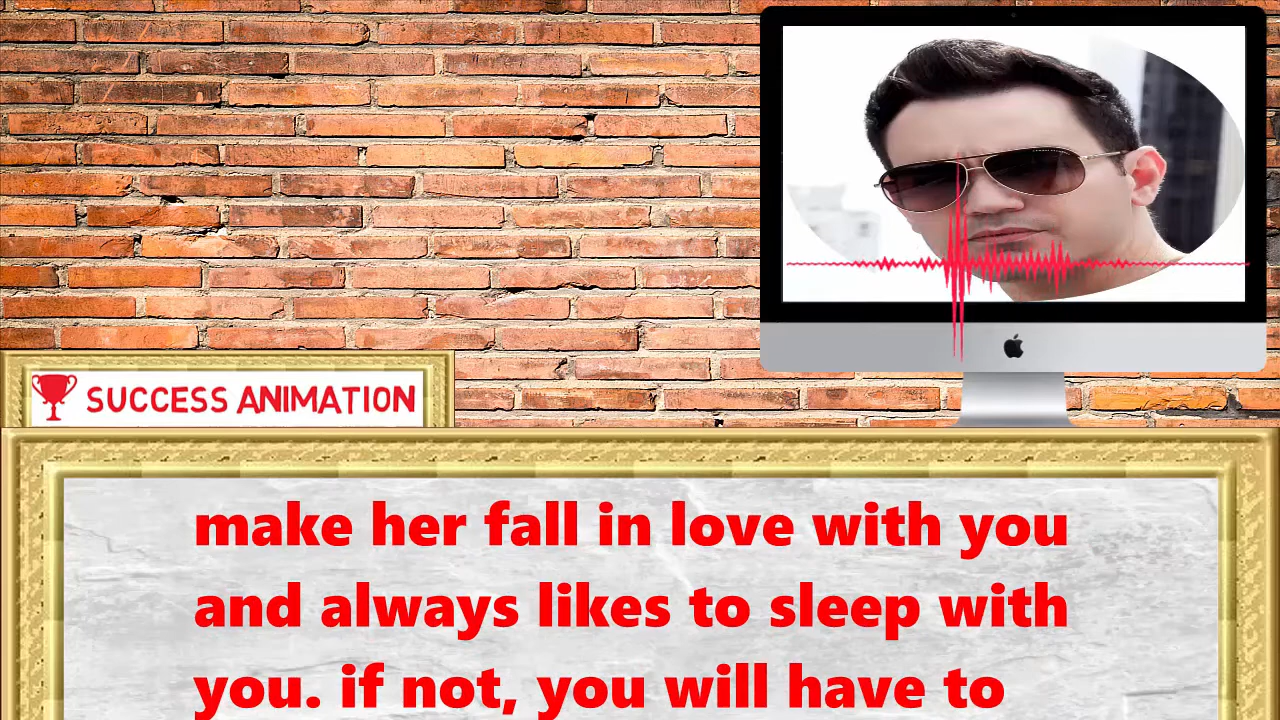 SUCCESS ANIMATION
make her fall in love with you
and always likes to sleep with
you. if not, you will have to